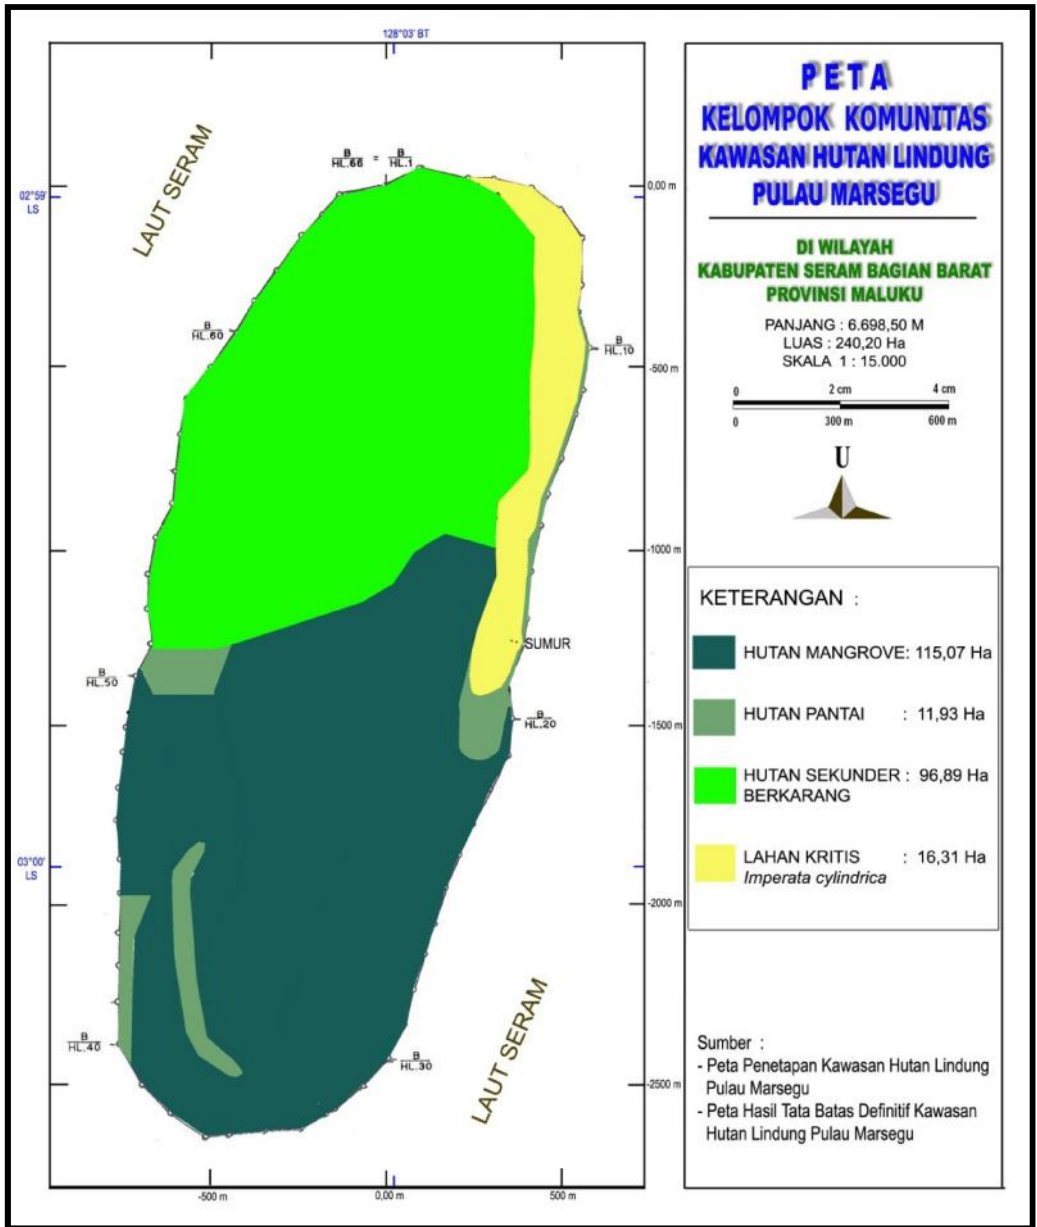 128°03' BT
LAUT SERAM
B
HL.66
=
B
HL.1
02°59'
LS
0,00 m
B
HL.60
B
HL.10
-500 m
-1000 m
SUMUR
B
HL.50
B
HL.20
-1500 m
03°00'
LS
-2000 m
B
HL.40
B
HL.30
LAUT SERAM
-2500 m
-500 m
0,00 m
500 m
PETA
KELOMPOK KOMUNITAS
KAWASAN HUTAN LINDUNG
PULAU MARSEGU
DI WILAYAH
KABUPATEN SERAM BAGIAN BARAT
PROVINSI MALUKU
PANJANG : 6.698,50 M
LUAS : 240,20 Ha
SKALA 1 : 15.000
0 2 cm 4 cm
0 300 m 600 m
U
KETERANGAN :
HUTAN MANGROVE: 115,07 Ha
HUTAN PANTAI : 11,93 Ha
HUTAN SEKUNDER : 96,89 Ha
BERKARANG
LAHAN KRITIS : 16,31 Ha
Imperata cylindrica
Sumber :
- Peta Penetapan Kawasan Hutan Lindung
Pulau Marsegu
- Peta Hasil Tata Batas Definitif Kawasan
Hutan Lindung Pulau Marsegu